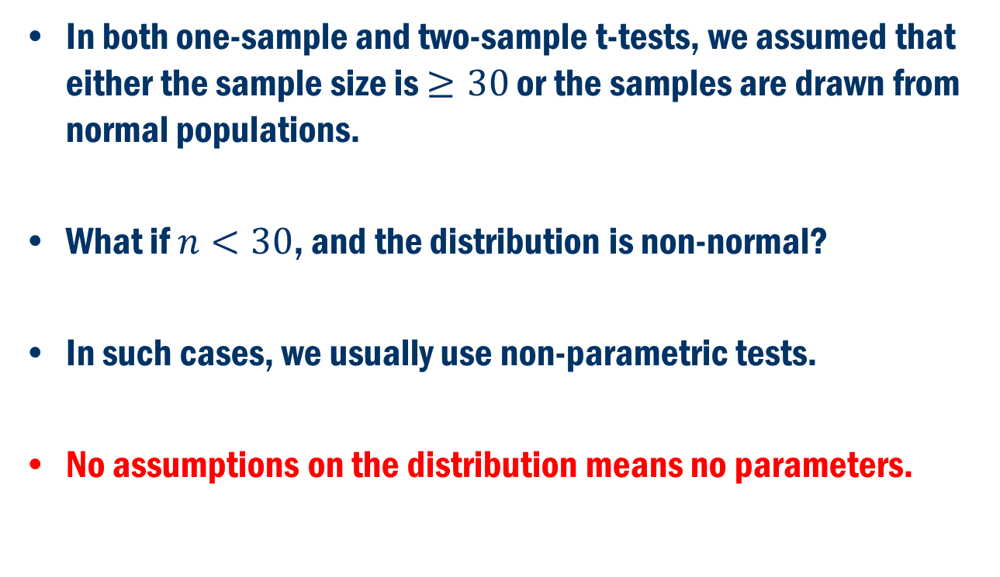 • In both one-sample and two-sample t-tests, we assumed that
either the sample size is ≥ 30 or the samples are drawn from
normal populations.
• What if n < 30, and the distribution is non-normal?
• In such cases, we usually use non-parametric tests.
• No assumptions on the distribution means no parameters.